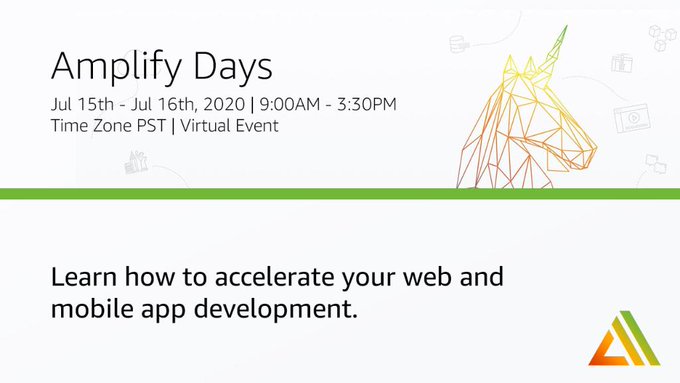 Amplify Days
Jul 15th - Jul 16th, 2020 | 9:00AM - 3:30PM
Time Zone PST | Virtual Event
Learn how to accelerate your web and
mobile app development.